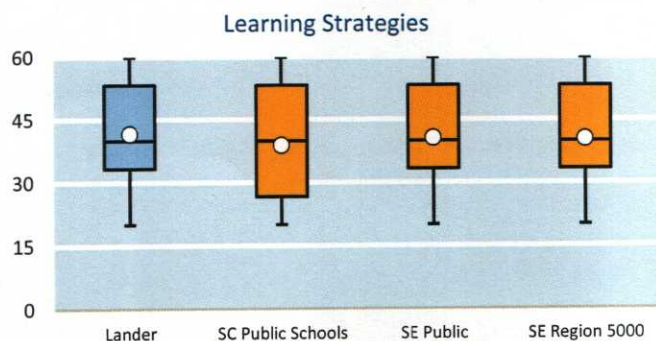 Learning Strategies
60
45
30
15
0
Lander
SC Public Schools
SE Public
SE Region 5000